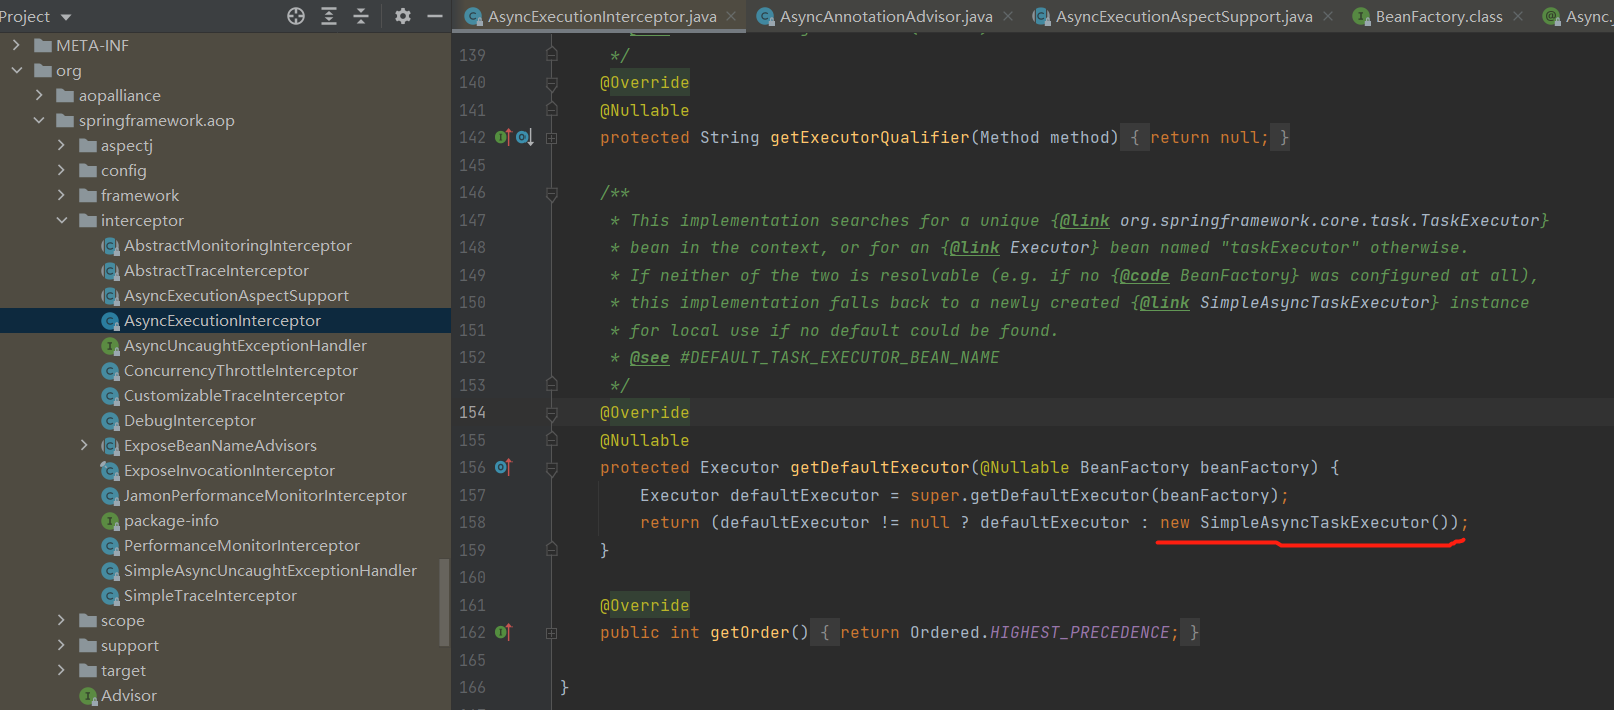 Project
META-INF
org
aopalliance
springframework.aop
aspectj
config
framework
interceptor
AbstractMonitoringInterceptor
AbstractTraceInterceptor
AsyncExecutionAspectSupport
AsyncExecutionInterceptor
AsyncUncaughtExceptionHandler
ConcurrencyThrottleInterceptor
CustomizableTraceInterceptor
DebugInterceptor
ExposeBeanNameAdvisors
ExposeInvocationInterceptor
JamonPerformanceMonitorInterceptor
package-info
PerformanceMonitorInterceptor
SimpleAsyncUncaughtExceptionHandler
SimpleTraceInterceptor
scope
support
target
Advisor
AsyncExecutionInterceptor.java AsyncAnnotationAdvisor.java AsyncExecutionAspectSupport.java BeanFactory.class Async.
139 */
140 @Override
141 @Nullable
142 protected String getExecutorQualifier(Method method) { return null; }
145
146 /**
147 * This implementation searches for a unique {@link org.springframework.core.task.TaskExecutor}
148 * bean in the context, or for an {@link Executor} bean named "taskExecutor" otherwise.
149 * If neither of the two is resolvable (e.g. if no {@code BeanFactory} was configured at all),
150 * this implementation falls back to a newly created {@link SimpleAsyncTaskExecutor} instance
151 * for local use if no default could be found.
152 * @see #DEFAULT_TASK_EXECUTOR_BEAN_NAME
153 */
154 @Override
155 @Nullable
156 protected Executor getDefaultExecutor(@Nullable BeanFactory beanFactory) {
157 Executor defaultExecutor = super.getDefaultExecutor(beanFactory);
158 return (defaultExecutor != null ? defaultExecutor : new SimpleAsyncTaskExecutor());
159 }
160
161 @Override
162 public int getOrder() { return Ordered.HIGHEST_PRECEDENCE; }
165
166 }